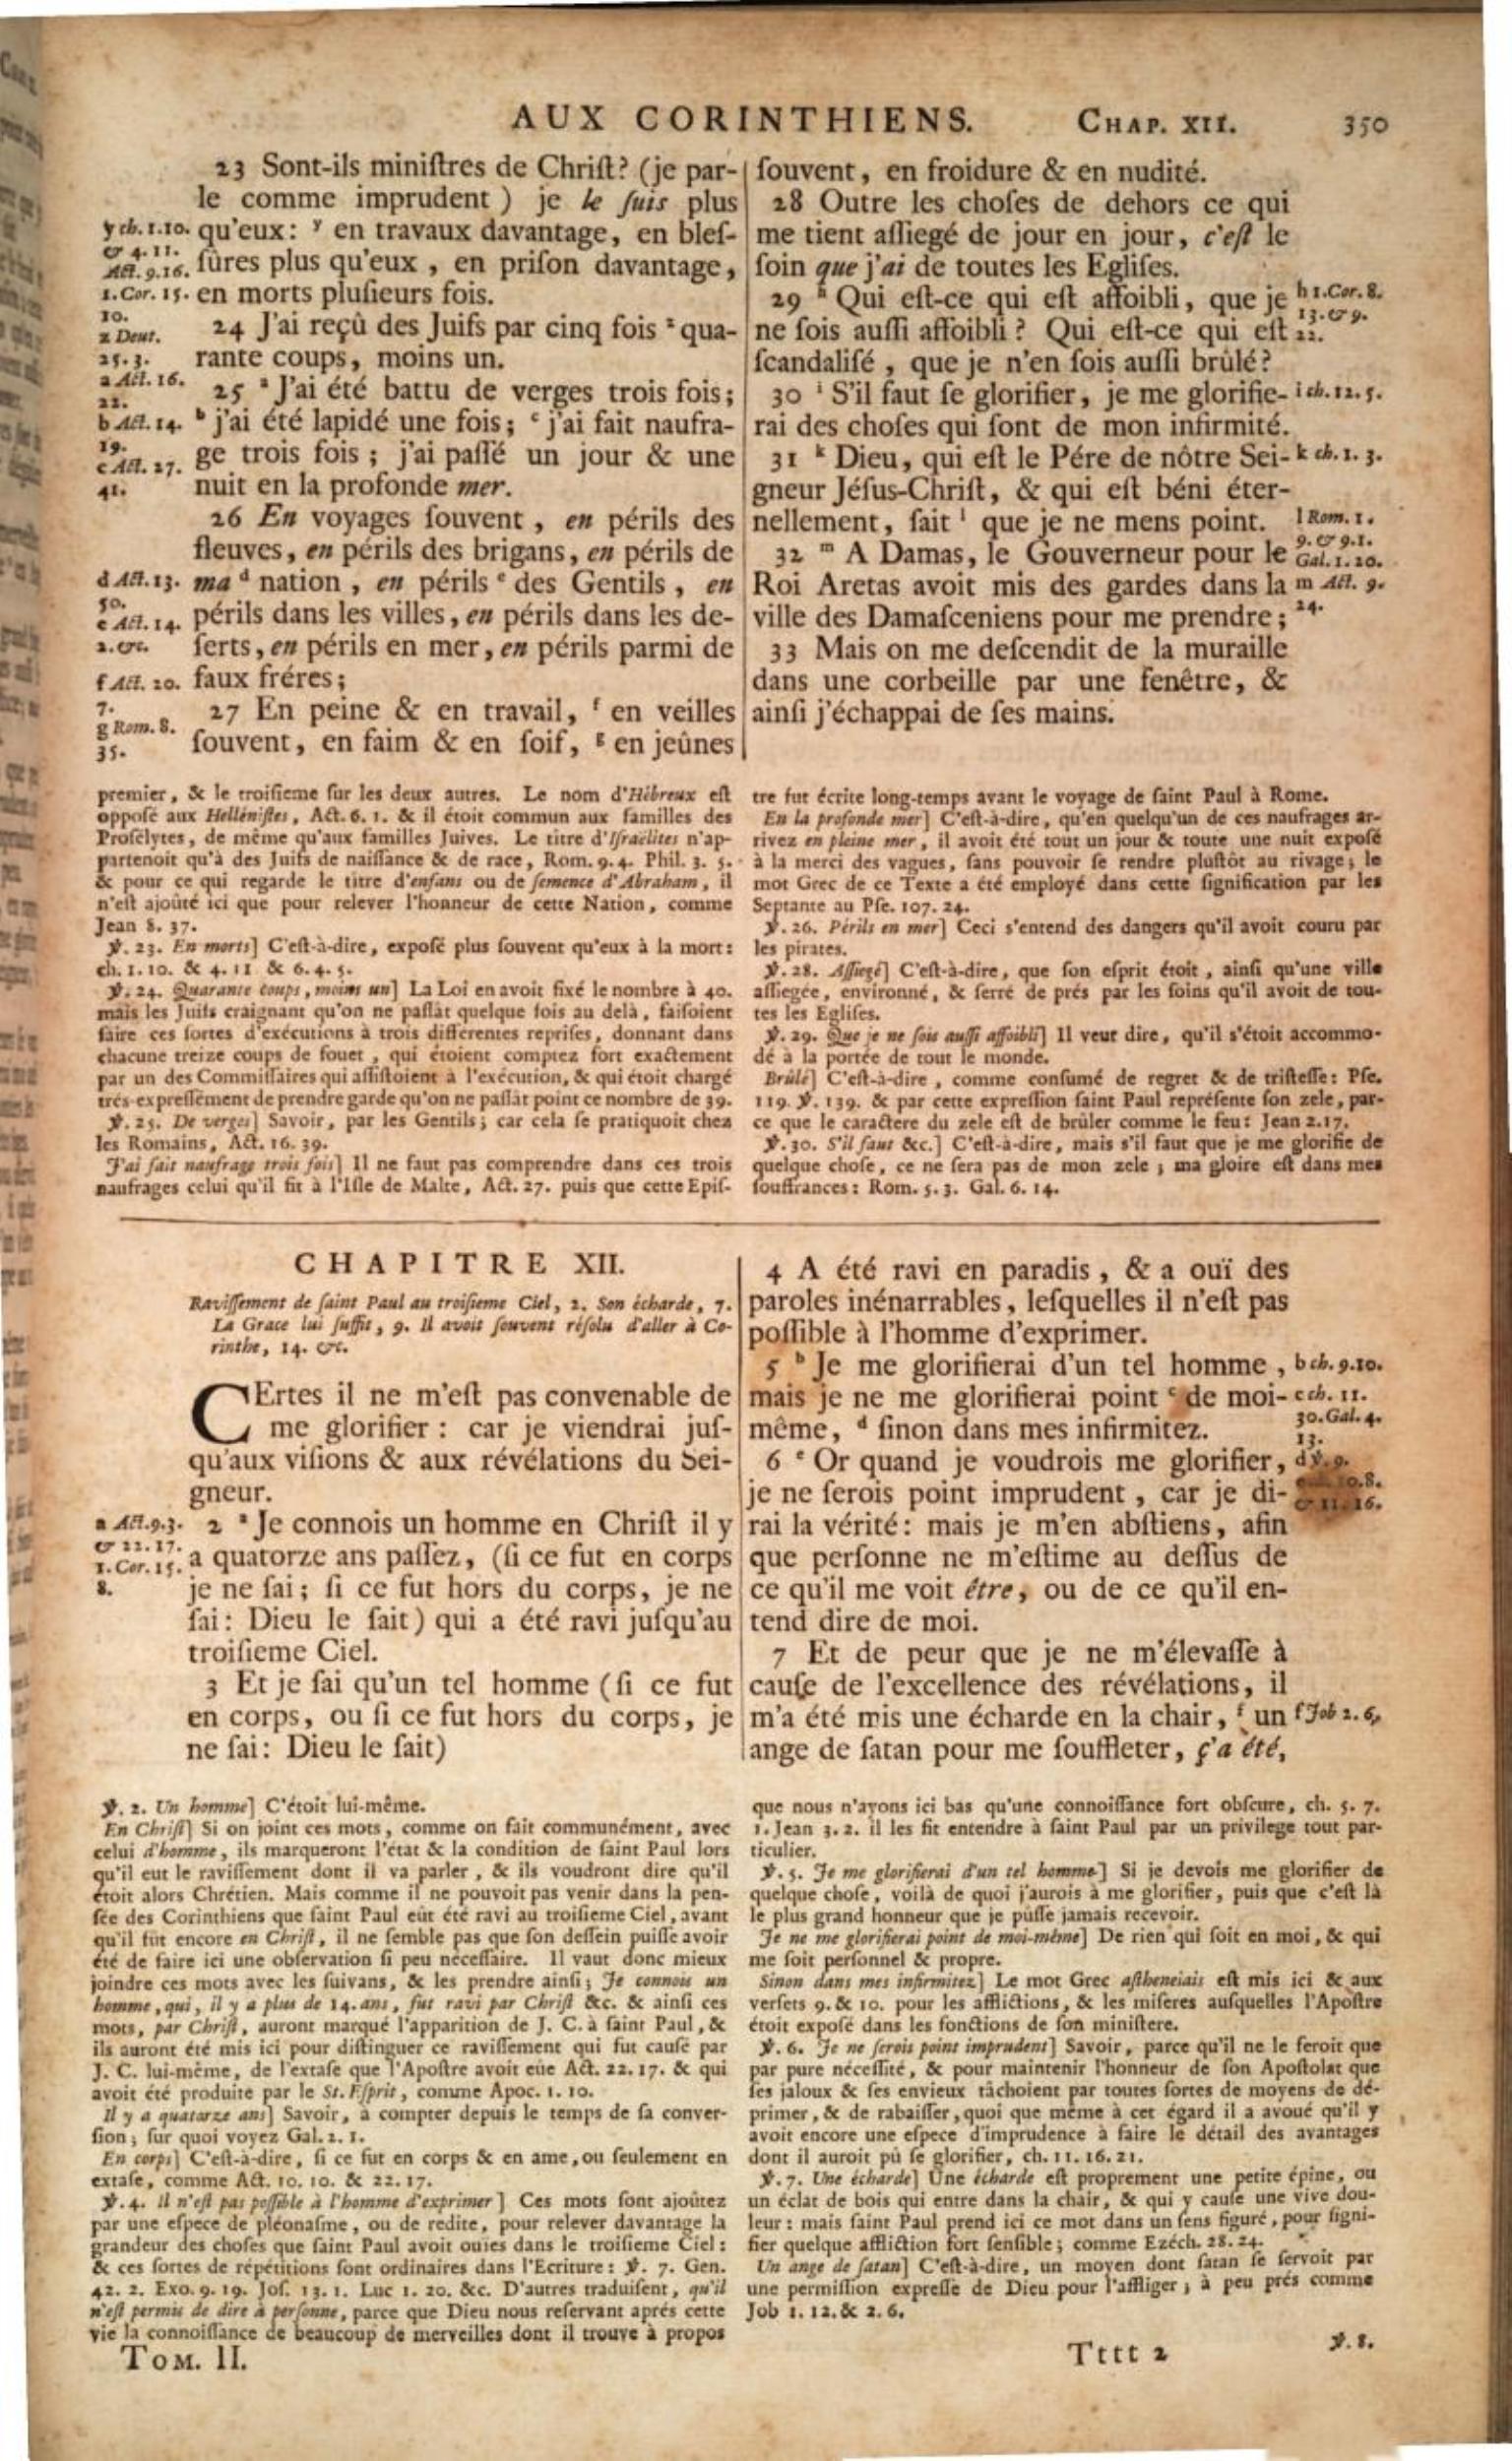 AUX CORINTHIENS. CHAP. XII. 350
23 Sont-ils miniſtres de Chriſt? (je par-
le comme imprudent) je le ſuis plus
qu'eux: y en travaux davantage, en bleſ-
ſûres plus qu'eux, en priſon davantage,
en morts pluſieurs fois.
24 J'ai reçû des Juifs par cinq fois z qua-
rante coups, moins un.
25 a J'ai été battu de verges trois fois;
b j'ai été lapidé une fois; c j'ai fait naufra-
ge trois fois; j'ai paſſé un jour & une
nuit en la profonde mer.
26 En voyages ſouvent, en périls des
fleuves, en périls des brigans, en périls de
ma d nation, en périls e des Gentils, en
périls dans les villes, en périls dans les de-
ſerts, en périls en mer, en périls parmi de
faux fréres;
27 En peine & en travail, f en veilles
ſouvent, en faim & en ſoif, g en jeûnes
y ch. 1.10.
& 4. 11.
Act. 9.16.
1. Cor. 15.
10.
z Deut.
25. 3.
a Act. 16.
22.
b Act. 14.
19.
c Act. 27.
41.
d Act. 13.
50.
e Act. 14.
2. &c.
f Act. 20.
7.
g Rom. 8.
35.
ſouvent, en froidure & en nudité.
28 Outre les choſes de dehors ce qui
me tient aſſiegé de jour en jour, c'eſt le
ſoin que j'ai de toutes les Egliſes.
29 h Qui eſt-ce qui eſt affoibli, que je
ne ſois auſſi affoibli? Qui eſt-ce qui eſt
ſcandaliſé, que je n'en ſois auſſi brûlé?
30 i S'il faut ſe glorifier, je me glorifie-
rai des choſes qui ſont de mon infirmité.
31 k Dieu, qui eſt le Pére de nôtre Sei-
gneur Jéſus-Chriſt, & qui eſt béni éter-
nellement, ſait l que je ne mens point.
32 m A Damas, le Gouverneur pour le
Roi Aretas avoit mis des gardes dans la
ville des Damaſceniens pour me prendre;
33 Mais on me deſcendit de la muraille
dans une corbeille par une fenêtre, &
ainſi j'échappai de ſes mains.
h 1. Cor. 8.
13. & 9.
22.
i ch. 12. 5.
k ch. 1. 3.
l Rom. 1.
9. & 9.1.
Gal. 1. 20.
m Act. 9.
24.
premier, & le troiſieme ſur les deux autres. Le nom d'Hébreux eſt
oppoſé aux Helléniſtes, Act. 6. 1. & il étoit commun aux familles des
Proſélytes, de même qu'aux familles Juives. Le titre d'Iſraëlites n'ap-
partenoit qu'à des Juifs de naiſſance & de race, Rom. 9. 4. Phil. 3. 5.
& pour ce qui regarde le titre d'enfans ou de ſemence d'Abraham, il
n'eſt ajoûté ici que pour relever l'honneur de cette Nation, comme
Jean 8. 37.
℣. 23. En morts] C'eſt-à-dire, expoſé plus ſouvent qu'eux à la mort:
ch. 1. 10. & 4. 11 & 6. 4. 5.
℣. 24. Quarante coups, moins un] La Loi en avoit fixé le nombre à 40.
mais les Juifs craignant qu'on ne paſſât quelque fois au delà, faiſoient
faire ces ſortes d'exécutions à trois différentes repriſes, donnant dans
chacune treize coups de fouet, qui étoient comptez fort exactement
par un des Commiſſaires qui aſſiſtoient à l'exécution, & qui étoit chargé
trés-expreſſément de prendre garde qu'on ne paſſât point ce nombre de 39.
℣. 25. De verges] Savoir, par les Gentils; car cela ſe pratiquoit chez
les Romains, Act. 16. 39.
J'ai fait naufrage trois fois] Il ne faut pas comprendre dans ces trois
naufrages celui qu'il fit à l'Iſle de Malte, Act. 27. puis que cette Epiſ-
tre fut écrite long-temps avant le voyage de ſaint Paul à Rome.
En la profonde mer] C'eſt-à-dire, qu'en quelqu'un de ces naufrages ar-
rivez en pleine mer, il avoit été tout un jour & toute une nuit expoſé
à la merci des vagues, ſans pouvoir ſe rendre pluſtôt au rivage; le
mot Grec de ce Texte a été employé dans cette ſignification par les
Septante au Pſe. 107. 24.
℣. 26. Périls en mer] Ceci s'entend des dangers qu'il avoit couru par
les pirates.
℣. 28. Aſſiegé] C'eſt-à-dire, que ſon eſprit étoit, ainſi qu'une ville
aſſiegée, environné, & ſerré de prés par les ſoins qu'il avoit de tou-
tes les Egliſes.
℣. 29. Que je ne ſois auſſi affoibli] Il veut dire, qu'il s'étoit accommo-
dé à la portée de tout le monde.
Brûlé] C'eſt-à-dire, comme conſumé de regret & de triſteſſe: Pſe.
119. ℣. 139. & par cette expreſſion ſaint Paul repréſente ſon zele, par-
ce que le caractere du zele eſt de brûler comme le feu: Jean 2.17.
℣. 30. S'il faut &c.] C'eſt-à-dire, mais s'il faut que je me glorifie de
quelque choſe, ce ne ſera pas de mon zele; ma gloire eſt dans mes
ſouffrances: Rom. 5. 3. Gal. 6. 14.
CHAPITRE XII.
Raviſſement de ſaint Paul au troiſieme Ciel, 2. Son écharde, 7.
La Grace lui ſuffit, 9. Il avoit ſouvent réſolu d'aller à Co-
rinthe, 14. &c.
CErtes il ne m'eſt pas convenable de
me glorifier: car je viendrai juſ-
qu'aux viſions & aux révélations du Sei-
gneur.
2 a Je connois un homme en Chriſt il y
a quatorze ans paſſez, (ſi ce fut en corps
je ne ſai; ſi ce fut hors du corps, je ne
ſai: Dieu le ſait) qui a été ravi juſqu'au
troiſieme Ciel.
3 Et je ſai qu'un tel homme (ſi ce fut
en corps, ou ſi ce fut hors du corps, je
ne ſai: Dieu le ſait)
a Act. 9. 3.
& 22. 17.
1. Cor. 15.
8.
4 A été ravi en paradis, & a ouï des
paroles inénarrables, leſquelles il n'eſt pas
poſſible à l'homme d'exprimer.
5 b Je me glorifierai d'un tel homme,
mais je ne me glorifierai point c de moi-
même, d ſinon dans mes infirmitez.
6 e Or quand je voudrois me glorifier,
je ne ſerois point imprudent, car je di-
rai la vérité: mais je m'en abſtiens, afin
que perſonne ne m'eſtime au deſſus de
ce qu'il me voit être, ou de ce qu'il en-
tend dire de moi.
7 Et de peur que je ne m'élevaſſe à
cauſe de l'excellence des révélations, il
m'a été mis une écharde en la chair, f un
ange de ſatan pour me ſouffleter, ç'a été,
b ch. 9.10.
c ch. 11.
30. Gal. 4.
13.
d ℣. 9.
10.8.
& 11. 16.
f Job 2. 6.
℣. 2. Un homme] C'étoit lui-même.
En Chriſt] Si on joint ces mots, comme on fait communément, avec
celui d'homme, ils marqueront l'état & la condition de ſaint Paul lors
qu'il eut le raviſſement dont il va parler, & ils voudront dire qu'il
étoit alors Chrétien. Mais comme il ne pouvoit pas venir dans la pen-
ſée des Corinthiens que ſaint Paul eût été ravi au troiſieme Ciel, avant
qu'il fût encore en Chriſt, il ne ſemble pas que ſon deſſein puiſſe avoir
été de faire ici une obſervation ſi peu néceſſaire. Il vaut donc mieux
joindre ces mots avec les ſuivans, & les prendre ainſi; Je connois un
homme, qui, il y a plus de 14. ans, fut ravi par Chriſt &c. & ainſi ces
mots, par Chriſt, auront marqué l'apparition de J. C. à ſaint Paul, &
ils auront été mis ici pour diſtinguer ce raviſſement qui fut cauſé par
J. C. lui-même, de l'extaſe que l'Apoſtre avoit eûe Act. 22. 17. & qui
avoit été produite par le St. Eſprit, comme Apoc. 1. 10.
Il y a quatorze ans] Savoir, à compter depuis le temps de ſa conver-
ſion; ſur quoi voyez Gal. 2. 1.
En corps] C'eſt-à-dire, ſi ce fut en corps & en ame, ou ſeulement en
extaſe, comme Act. 10. 10. & 22. 17.
℣. 4. Il n'eſt pas poſſible à l'homme d'exprimer] Ces mots ſont ajoûtez
par une eſpece de pléonaſme, ou de redite, pour relever davantage la
grandeur des choſes que ſaint Paul avoit ouïes dans le troiſieme Ciel:
& ces ſortes de répétitions ſont ordinaires dans l'Ecriture: ℣. 7. Gen.
42. 2. Exo. 9. 19. Joſ. 13. 1. Luc 1. 20. &c. D'autres traduiſent, qu'il
n'eſt permis de dire à perſonne, parce que Dieu nous reſervant aprés cette
vie la connoiſſance de beaucoup de merveilles dont il trouve à propos
que nous n'ayons ici bas qu'une connoiſſance fort obſcure, ch. 5. 7.
1. Jean 3. 2. il les fit entendre à ſaint Paul par un privilege tout par-
ticulier.
℣. 5. Je me glorifierai d'un tel homme] Si je devois me glorifier de
quelque choſe, voilà de quoi j'aurois à me glorifier, puis que c'eſt là
le plus grand honneur que je pûſſe jamais recevoir.
Je ne me glorifierai point de moi-même] De rien qui ſoit en moi, & qui
me ſoit perſonnel & propre.
Sinon dans mes infirmitez] Le mot Grec aſtheneiais eſt mis ici & aux
verſets 9. & 10. pour les afflictions, & les miſeres auſquelles l'Apoſtre
étoit expoſé dans les fonctions de ſon miniſtere.
℣. 6. Je ne ſerois point imprudent] Savoir, parce qu'il ne le feroit que
par pure néceſſité, & pour maintenir l'honneur de ſon Apoſtolat que
ſes jaloux & ſes envieux tâchoient par toutes ſortes de moyens de dé-
primer, & de rabaiſſer, quoi que même à cet égard il a avoué qu'il y
avoit encore une eſpece d'imprudence à faire le détail des avantages
dont il auroit pû ſe glorifier, ch. 11. 16. 21.
℣. 7. Une écharde] Une écharde eſt proprement une petite épine, ou
un éclat de bois qui entre dans la chair, & qui y cauſe une vive dou-
leur: mais ſaint Paul prend ici ce mot dans un ſens figuré, pour ſigni-
fier quelque affliction fort ſenſible; comme Ezéch. 28. 24.
Un ange de ſatan] C'eſt-à-dire, un moyen dont ſatan ſe ſervoit par
une permiſſion expreſſe de Dieu pour l'affliger; à peu prés comme
Job 1. 12. & 2. 6.
TOM. II. Tttt 2 ℣. 8.